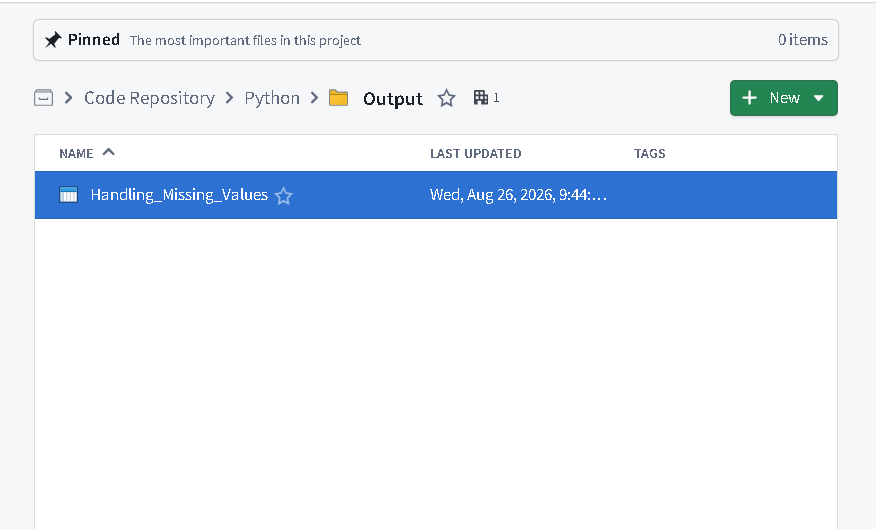 Pinned The most important files in this project 0 items
Code Repository Python Output 1 New
NAME LAST UPDATED TAGS
Handling_Missing_Values Wed, Aug 26, 2026, 9:44:…